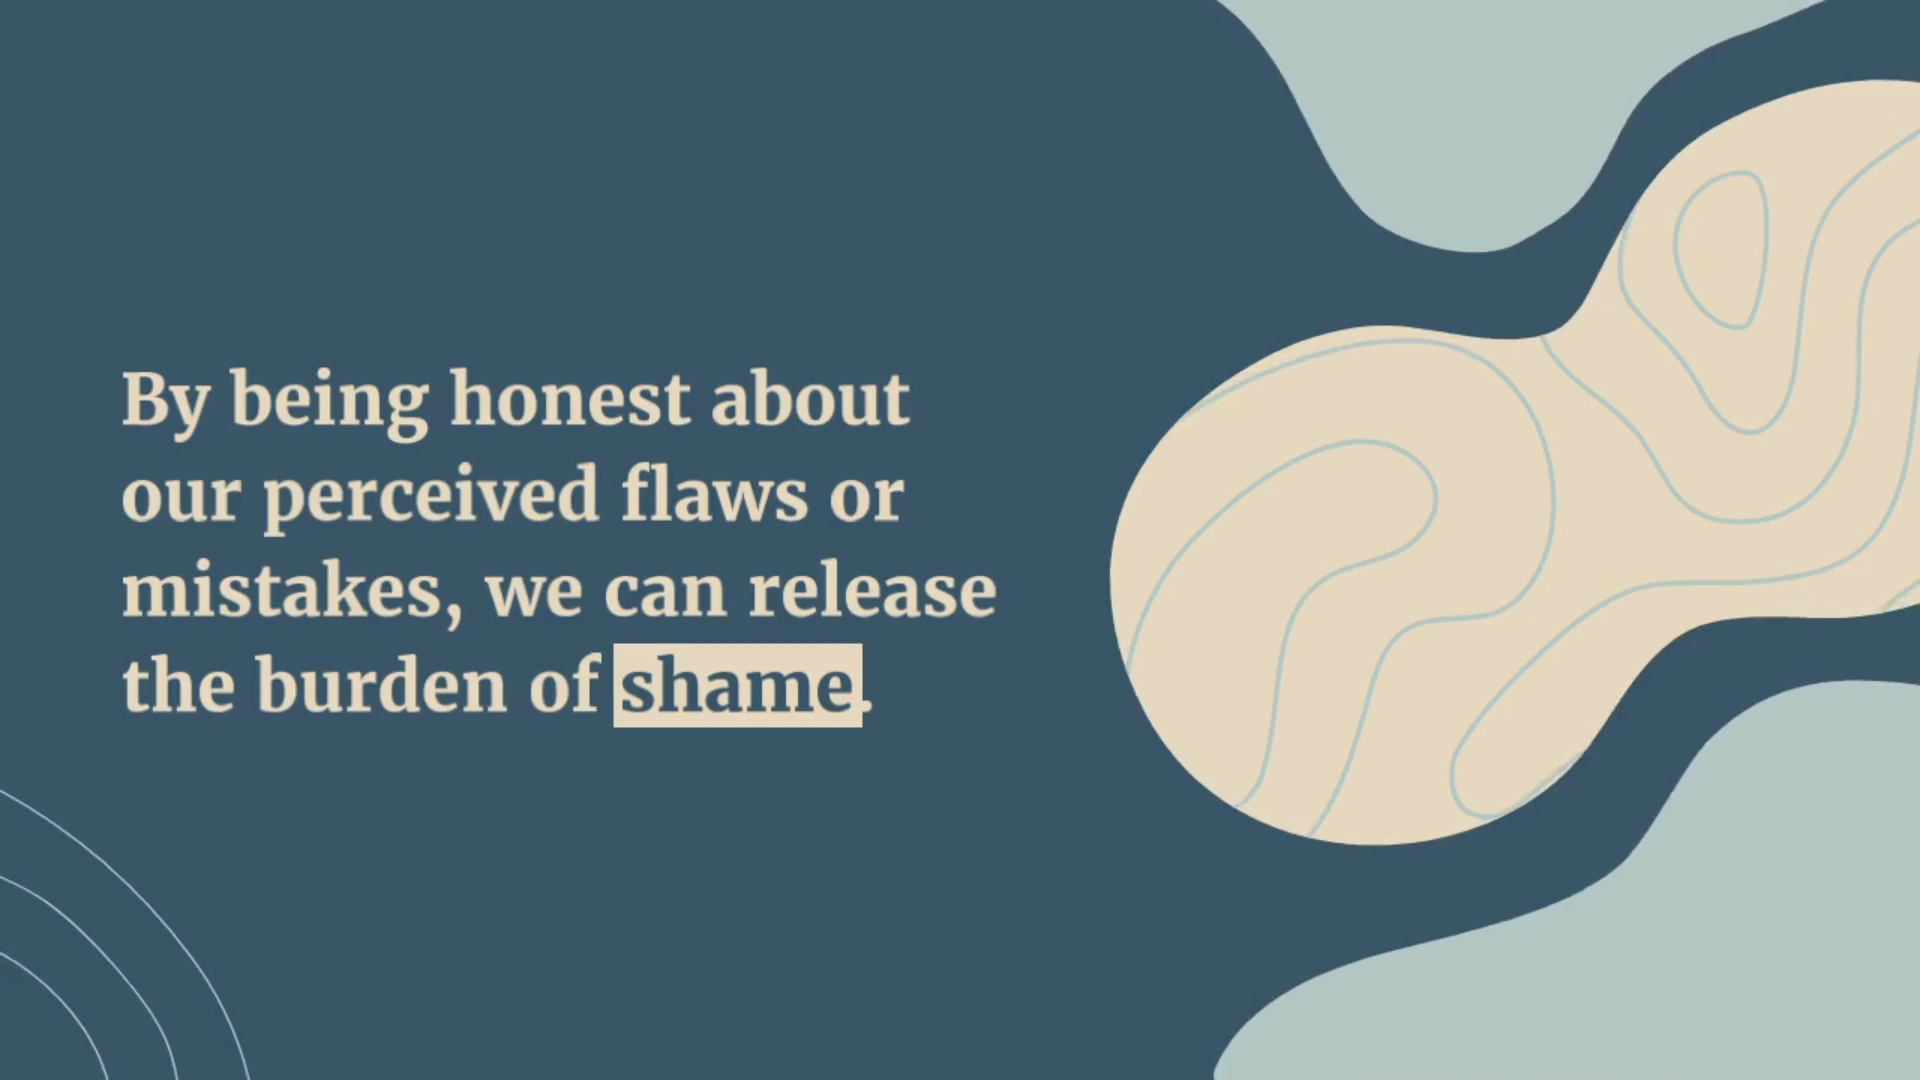 By being honest about
our perceived flaws or
mistakes, we can release
the burden of shame.